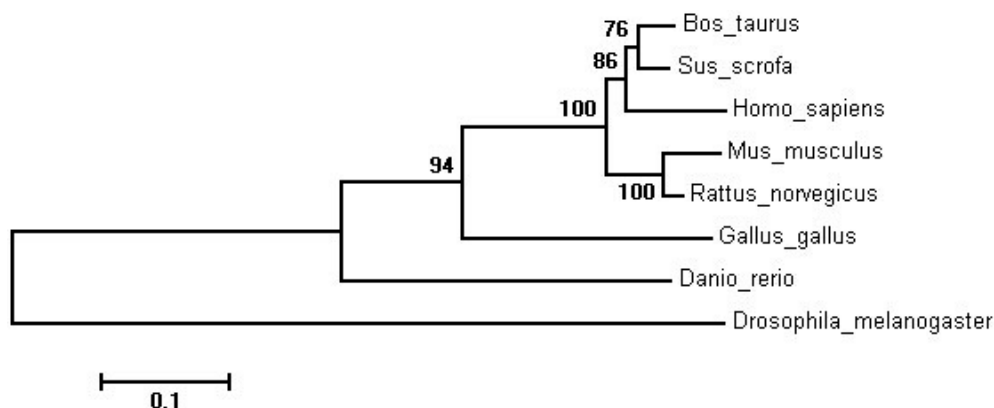 76
Bos_taurus
Sus_scrofa
86
Homo_sapiens
100
Mus_musculus
94
100
Rattus_norvegicus
Gallus_gallus
Danio_rerio
Drosophila_melanogaster
0.1